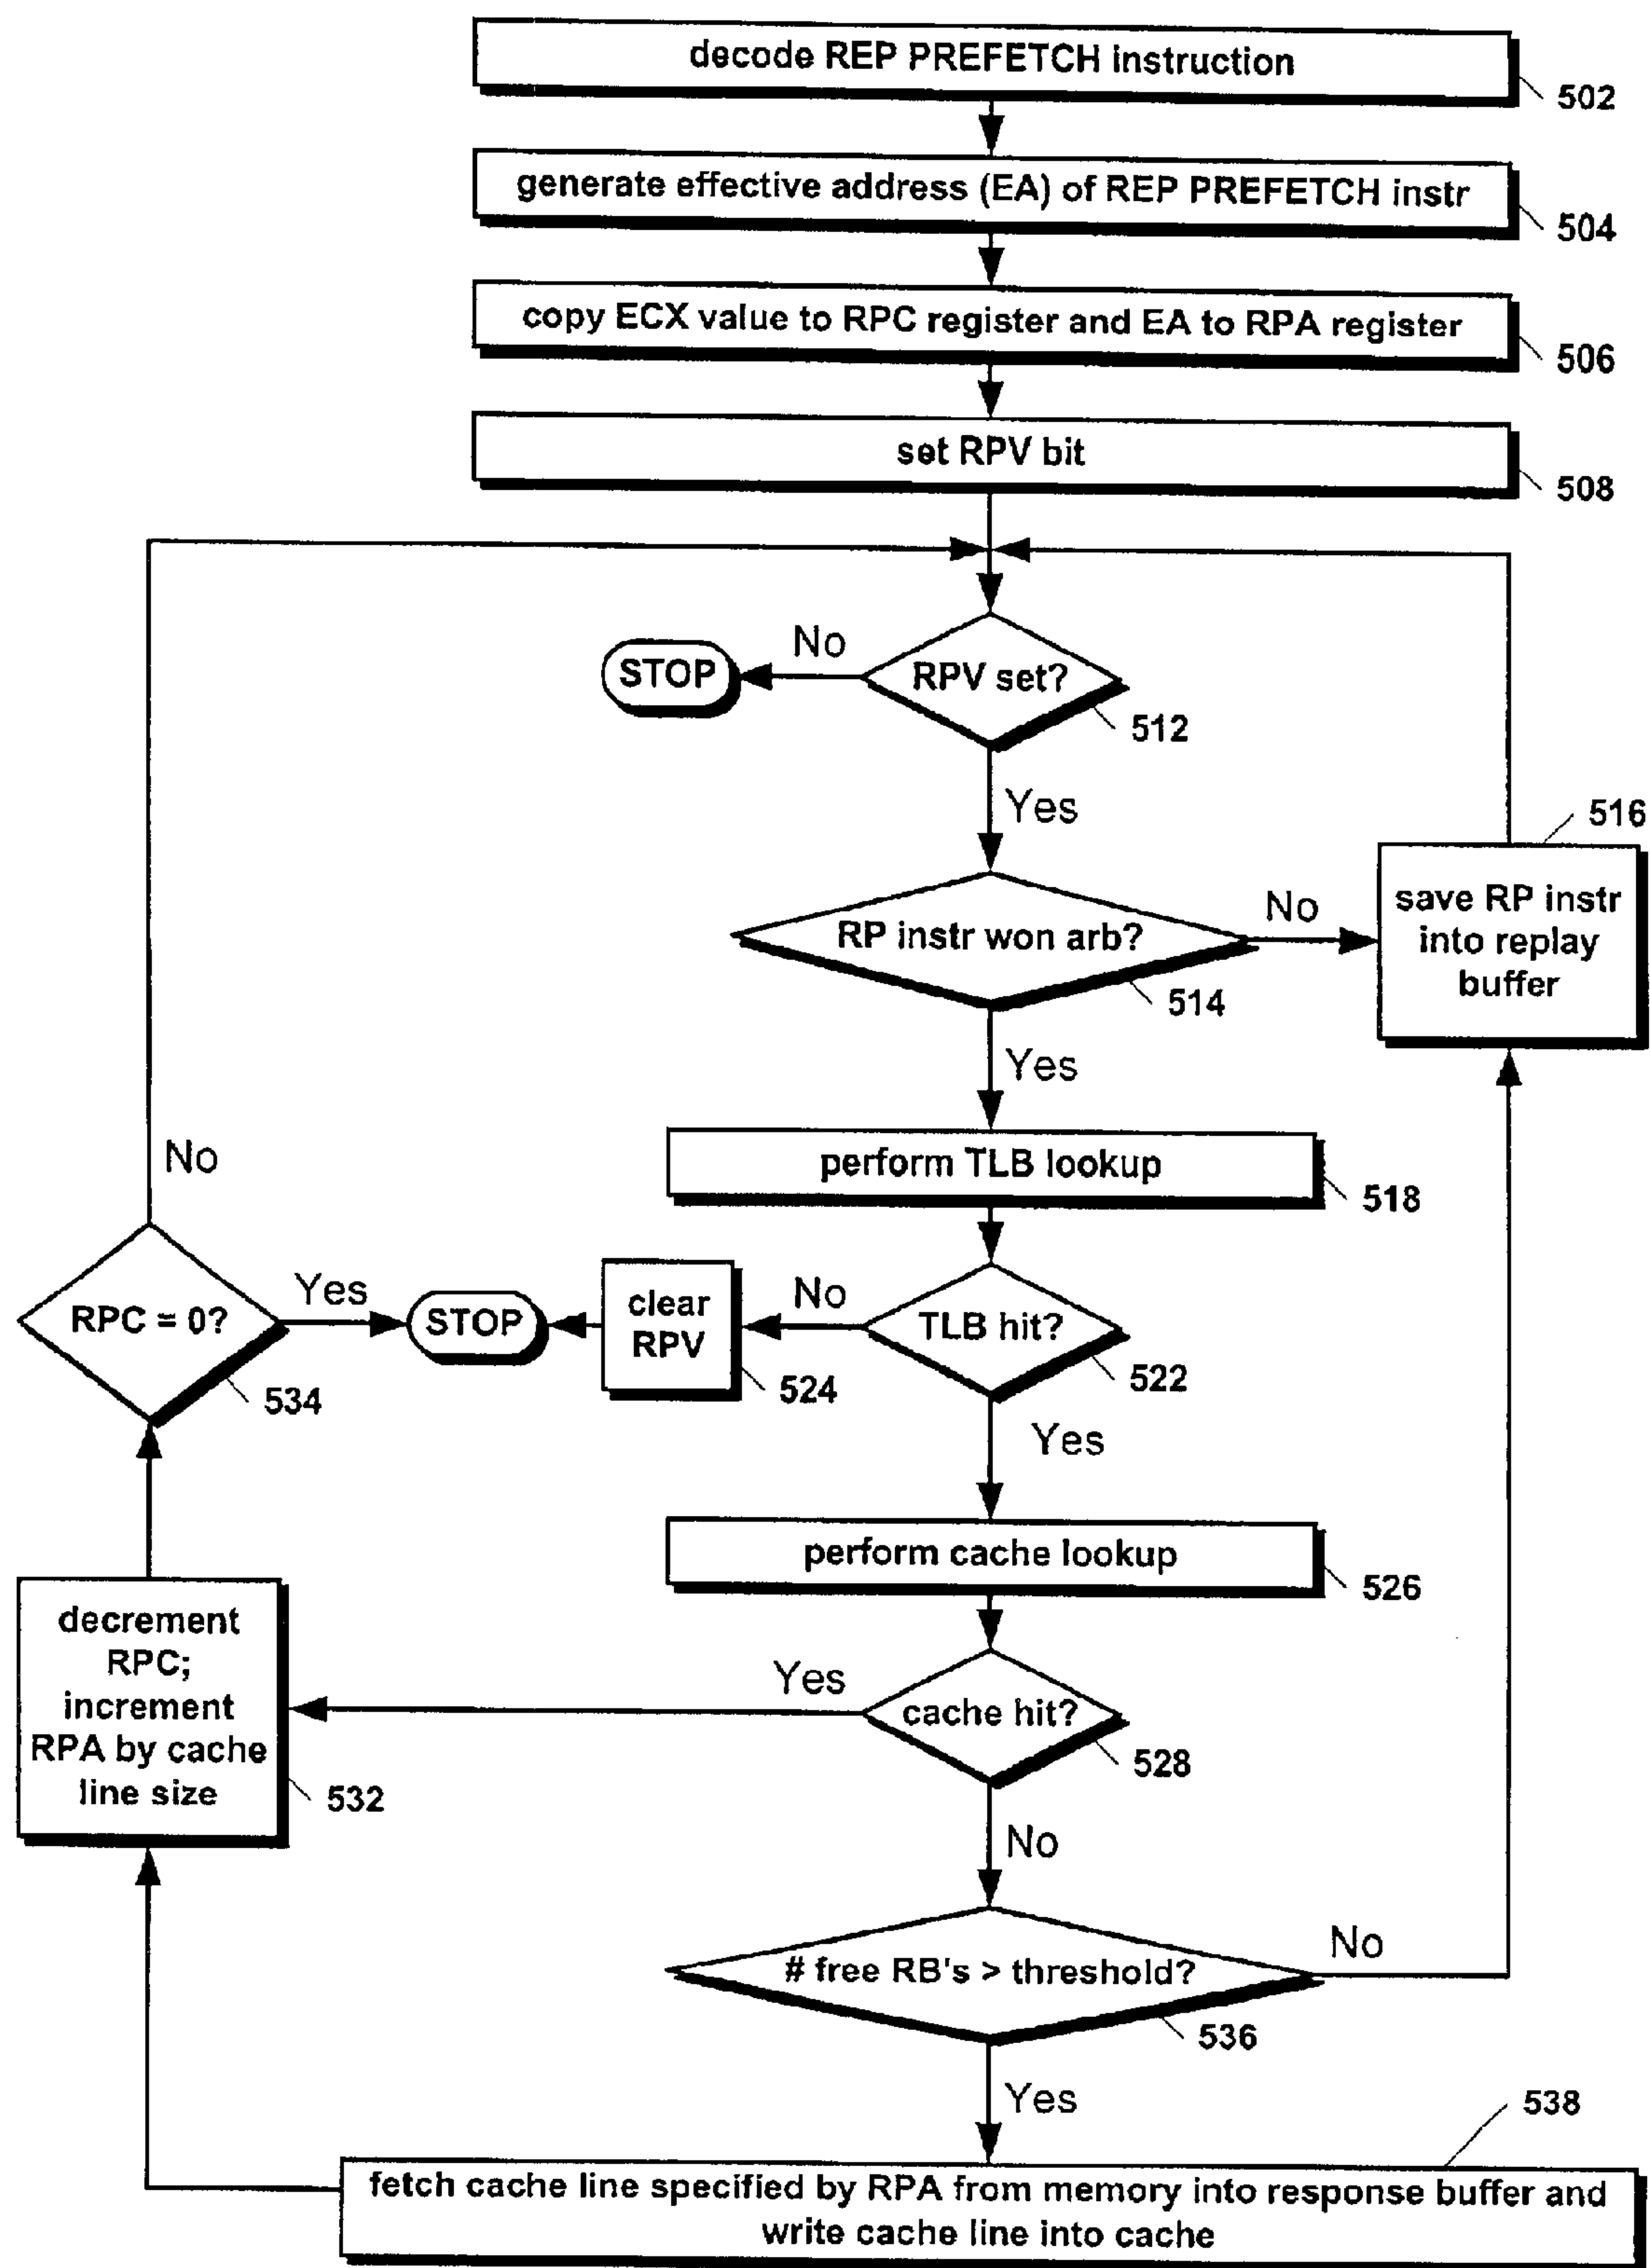 decode REP PREFETCH instruction
502
generate effective address (EA) of REP PREFETCH instr
504
copy ECX value to RPC register and EA to RPA register
506
set RPV bit
508
No
STOP
RPV set?
512
Yes
516
RP instr won arb?
No
save RP instr
into replay
buffer
514
Yes
No
perform TLB lookup
518
RPC = 0?
Yes
STOP
clear
RPV
No
TLB hit?
534
524
522
Yes
perform cache lookup
526
decrement
RPC;
increment
RPA by cache
line size
532
Yes
cache hit?
528
No
# free RB's > threshold?
No
536
Yes
538
fetch cache line specified by RPA from memory into response buffer and
write cache line into cache